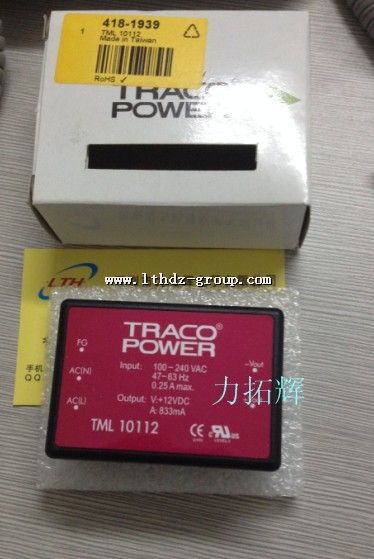 1
418-1939
TML 10112
Made in Taiwan
RoHS ✓
TRACO
POWER
LTH
www.lthdz-group.com
手机
QQ
TRACO®
POWER
FG
Input: 100-240 VAC
47-63 Hz
0.25 A max.
-Vout
AC(N)
AC(L)
Output: V:+12VDC
A: 833mA
力拓辉
TML 10112